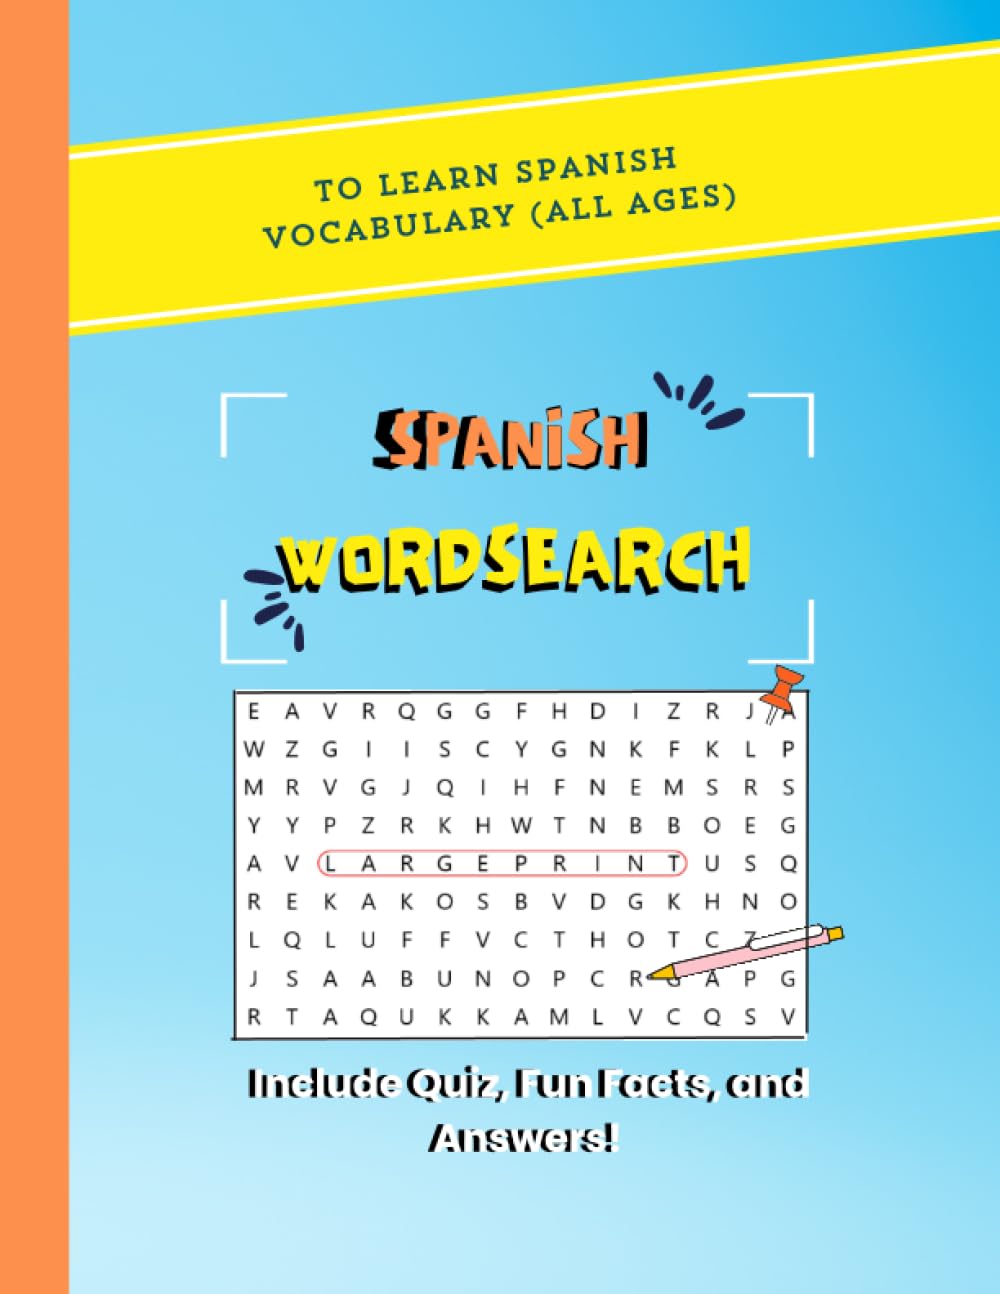 TO LEARN SPANISH
VOCABULARY (ALL AGES)
SPANiSH
WORDSEARCH
E A V R Q G G F H D I Z R J A
W Z G I I S C Y G N K F K L P
M R V G J Q I H F N E M S R S
Y Y P Z R K H W T N B B O E G
A V L A R G E P R I N T U S Q
R E K A K O S B V D G K H N O
L Q L U F F V C T H O T C Z
J S A A B U N O P C R G A P G
R T A Q U K K A M L V C Q S V
Include Quiz, Fun Facts, and
Answers!